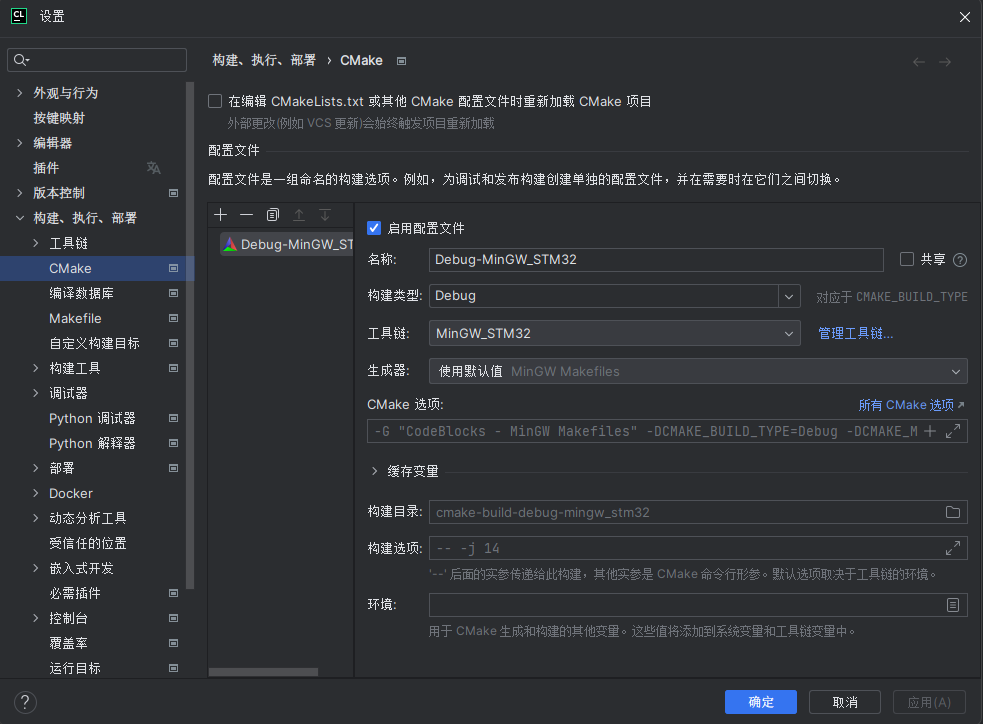 CL 设置
构建、执行、部署 › CMake
外观与行为
按键映射
编辑器
插件
版本控制
构建、执行、部署
工具链
CMake
编译数据库
Makefile
自定义构建目标
构建工具
调试器
Python 调试器
Python 解释器
部署
Docker
动态分析工具
受信任的位置
嵌入式开发
必需插件
控制台
覆盖率
运行目标
在编辑 CMakeLists.txt 或其他 CMake 配置文件时重新加载 CMake 项目
外部更改(例如 VCS 更新)会始终触发项目重新加载
配置文件
配置文件是一组命名的构建选项。例如，为调试和发布构建创建单独的配置文件，并在需要时在它们之间切换。
Debug-MinGW_ST
启用配置文件
名称: Debug-MinGW_STM32 共享 ?
构建类型: Debug 对应于 CMAKE_BUILD_TYPE
工具链: MinGW_STM32 管理工具链...
生成器: 使用默认值 MinGW Makefiles
CMake 选项: 所有 CMake 选项
-G "CodeBlocks - MinGW Makefiles" -DCMAKE_BUILD_TYPE=Debug -DCMAKE_M
缓存变量
构建目录: cmake-build-debug-mingw_stm32
构建选项: -- -j 14
'--' 后面的实参传递给此构建，其他实参是 CMake 命令行形参。默认选项取决于工具链的环境。
环境:
用于 CMake 生成和构建的其他变量。这些值将添加到系统变量和工具链变量中。
? 确定 取消 应用(A)